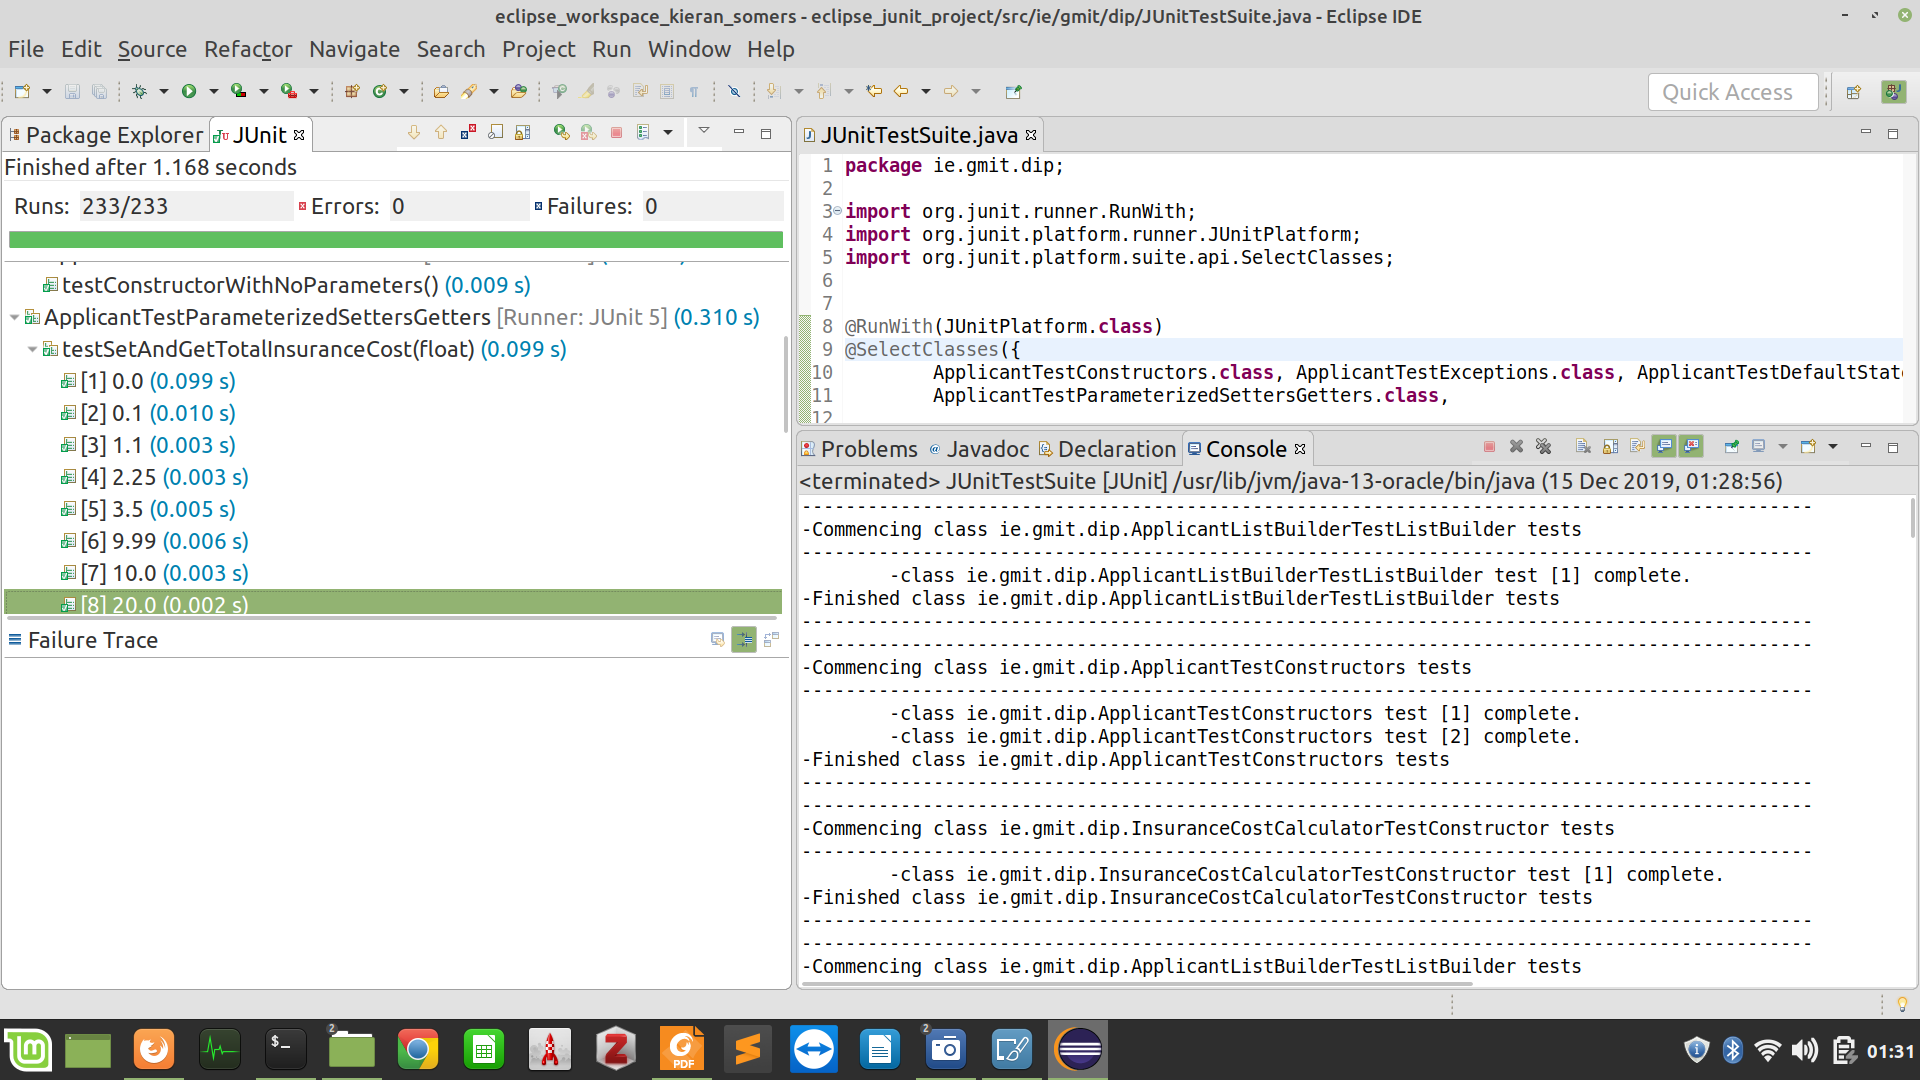 eclipse_workspace_kieran_somers - eclipse_junit_project/src/ie/gmit/dip/JUnitTestSuite.java - Eclipse IDE
File Edit Source Refactor Navigate Search Project Run Window Help
Quick Access
Package Explorer JUnit
Finished after 1.168 seconds
Runs: 233/233 Errors: 0 Failures: 0
testConstructorWithNoParameters() (0.009 s)
ApplicantTestParameterizedSettersGetters [Runner: JUnit 5] (0.310 s)
testSetAndGetTotalInsuranceCost(float) (0.099 s)
[1] 0.0 (0.099 s)
[2] 0.1 (0.010 s)
[3] 1.1 (0.003 s)
[4] 2.25 (0.003 s)
[5] 3.5 (0.005 s)
[6] 9.99 (0.006 s)
[7] 10.0 (0.003 s)
[8] 20.0 (0.002 s)
Failure Trace
JUnitTestSuite.java
1 package ie.gmit.dip;
2
3 import org.junit.runner.RunWith;
4 import org.junit.platform.runner.JUnitPlatform;
5 import org.junit.platform.suite.api.SelectClasses;
6
7
8 @RunWith(JUnitPlatform.class)
9 @SelectClasses({
10 ApplicantTestConstructors.class, ApplicantTestExceptions.class, ApplicantTestDefaultStat
11 ApplicantTestParameterizedSettersGetters.class,
12
Problems Javadoc Declaration Console
<terminated> JUnitTestSuite [JUnit] /usr/lib/jvm/java-13-oracle/bin/java (15 Dec 2019, 01:28:56)
--------------------------------------------------------------------------------------------
-Commencing class ie.gmit.dip.ApplicantListBuilderTestListBuilder tests
--------------------------------------------------------------------------------------------
-class ie.gmit.dip.ApplicantListBuilderTestListBuilder test [1] complete.
-Finished class ie.gmit.dip.ApplicantListBuilderTestListBuilder tests
--------------------------------------------------------------------------------------------
--------------------------------------------------------------------------------------------
-Commencing class ie.gmit.dip.ApplicantTestConstructors tests
--------------------------------------------------------------------------------------------
-class ie.gmit.dip.ApplicantTestConstructors test [1] complete.
-class ie.gmit.dip.ApplicantTestConstructors test [2] complete.
-Finished class ie.gmit.dip.ApplicantTestConstructors tests
--------------------------------------------------------------------------------------------
--------------------------------------------------------------------------------------------
-Commencing class ie.gmit.dip.InsuranceCostCalculatorTestConstructor tests
--------------------------------------------------------------------------------------------
-class ie.gmit.dip.InsuranceCostCalculatorTestConstructor test [1] complete.
-Finished class ie.gmit.dip.InsuranceCostCalculatorTestConstructor tests
--------------------------------------------------------------------------------------------
--------------------------------------------------------------------------------------------
-Commencing class ie.gmit.dip.ApplicantListBuilderTestListBuilder tests
2
PDF
2
01:31